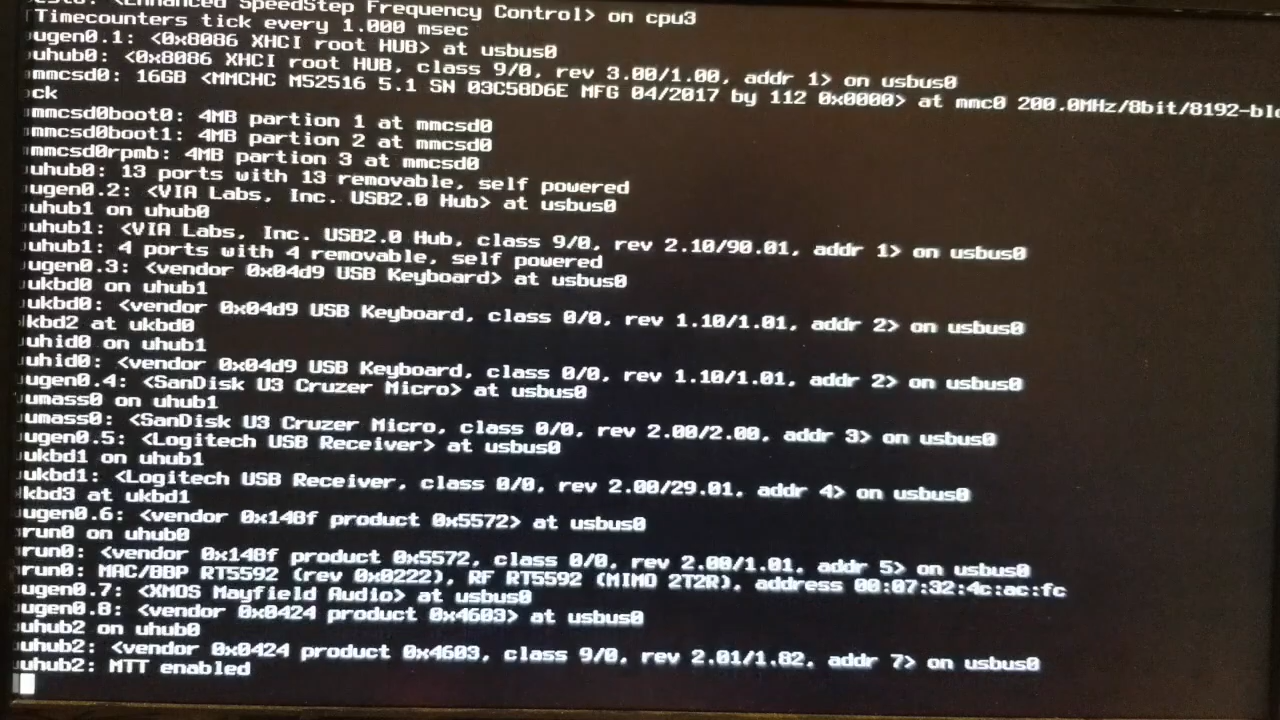 <Enhanced SpeedStep Frequency Control> on cpu3
Timecounters tick every 1.000 msec
ugen0.1: <0x8086 XHCI root HUB> at usbus0
uhub0: <0x8086 XHCI root HUB, class 9/0, rev 3.00/1.00, addr 1> on usbus0
mmcsd0: 16GB <MMCHC M52516 5.1 SN 03C58D6E MFG 04/2017 by 112 0x0000> at mmc0 200.0MHz/8bit/8192-blo
ck
mmcsd0boot0: 4MB partion 1 at mmcsd0
mmcsd0boot1: 4MB partion 2 at mmcsd0
mmcsd0rpmb: 4MB partion 3 at mmcsd0
uhub0: 13 ports with 13 removable, self powered
ugen0.2: <VIA Labs, Inc. USB2.0 Hub> at usbus0
uhub1 on uhub0
uhub1: <VIA Labs, Inc. USB2.0 Hub, class 9/0, rev 2.10/90.01, addr 1> on usbus0
uhub1: 4 ports with 4 removable, self powered
ugen0.3: <vendor 0x04d9 USB Keyboard> at usbus0
ukbd0 on uhub1
ukbd0: <vendor 0x04d9 USB Keyboard, class 0/0, rev 1.10/1.01, addr 2> on usbus0
kbd2 at ukbd0
uhid0 on uhub1
uhid0: <vendor 0x04d9 USB Keyboard, class 0/0, rev 1.10/1.01, addr 2> on usbus0
ugen0.4: <SanDisk U3 Cruzer Micro> at usbus0
umass0 on uhub1
umass0: <SanDisk U3 Cruzer Micro, class 0/0, rev 2.00/2.00, addr 3> on usbus0
ugen0.5: <Logitech USB Receiver> at usbus0
ukbd1 on uhub1
ukbd1: <Logitech USB Receiver, class 0/0, rev 2.00/29.01, addr 4> on usbus0
kbd3 at ukbd1
ugen0.6: <vendor 0x148f product 0x5572> at usbus0
run0 on uhub0
run0: <vendor 0x148f product 0x5572, class 0/0, rev 2.00/1.01, addr 5> on usbus0
run0: MAC/BBP RT5592 (rev 0x0222), RF RT5592 (MIMO 2T2R), address 00:07:32:4c:ac:fc
ugen0.7: <XMOS Mayfield Audio> at usbus0
ugen0.8: <vendor 0x0424 product 0x4603> at usbus0
uhub2 on uhub0
uhub2: <vendor 0x0424 product 0x4603, class 9/0, rev 2.01/1.82, addr 7> on usbus0
uhub2: MTT enabled